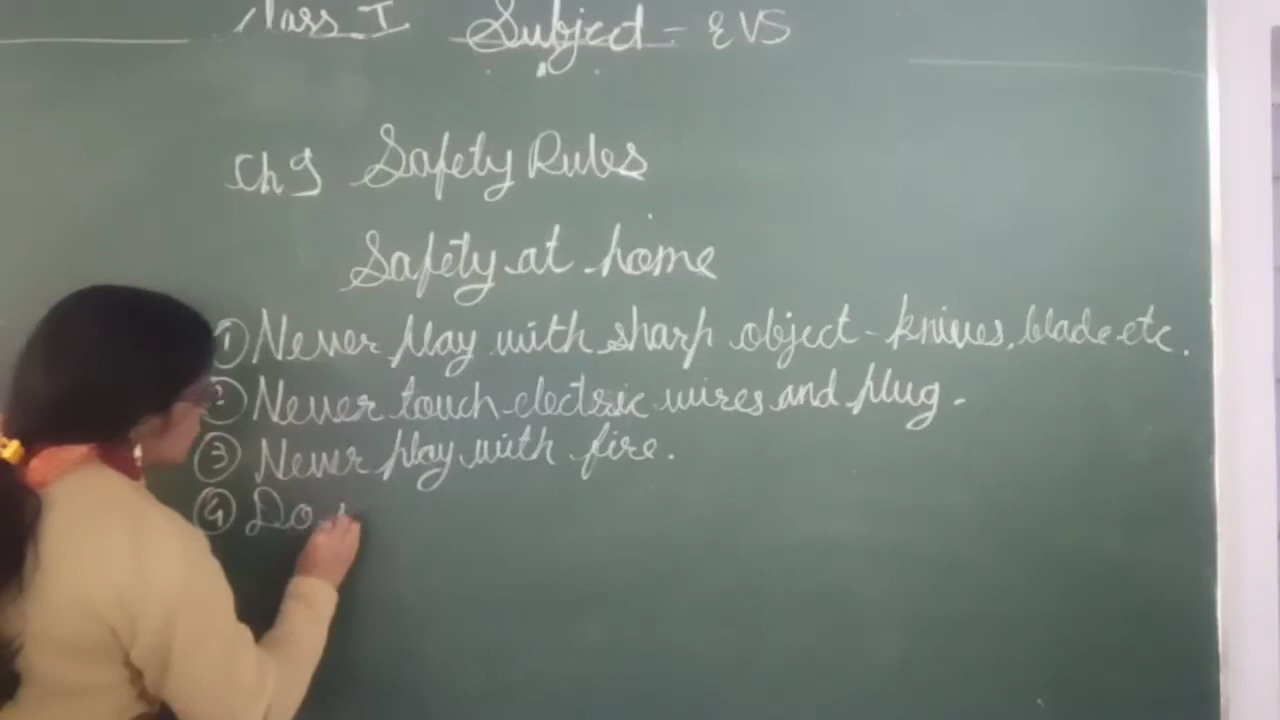 Class I Subject - EVS
Ch 9 Safety Rules
Safety at home
① Never play with sharp object - knives, blade etc.
② Never touch electric wires and plug.
③ Never play with fire.
④ Do